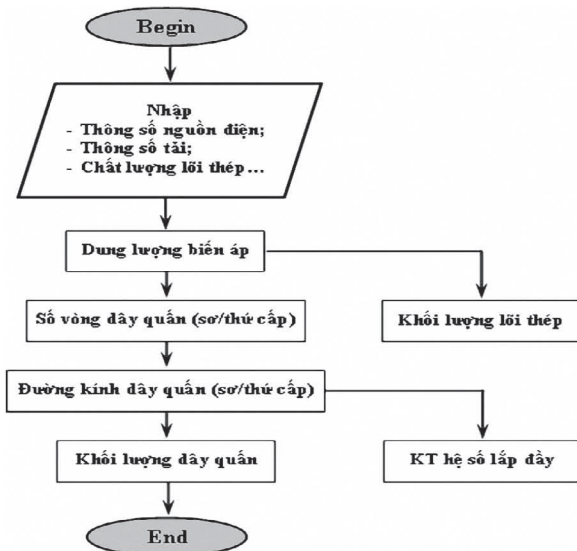 Begin
Nhập
- Thông số nguồn điện;
- Thông số tải;
- Chất lượng lõi thép...
Dung lượng biến áp
Số vòng dây quấn (sơ/thứ cấp)
Khối lượng lõi thép
Đường kính dây quấn (sơ/thứ cấp)
Khối lượng dây quấn
KT hệ số lắp đầy
End